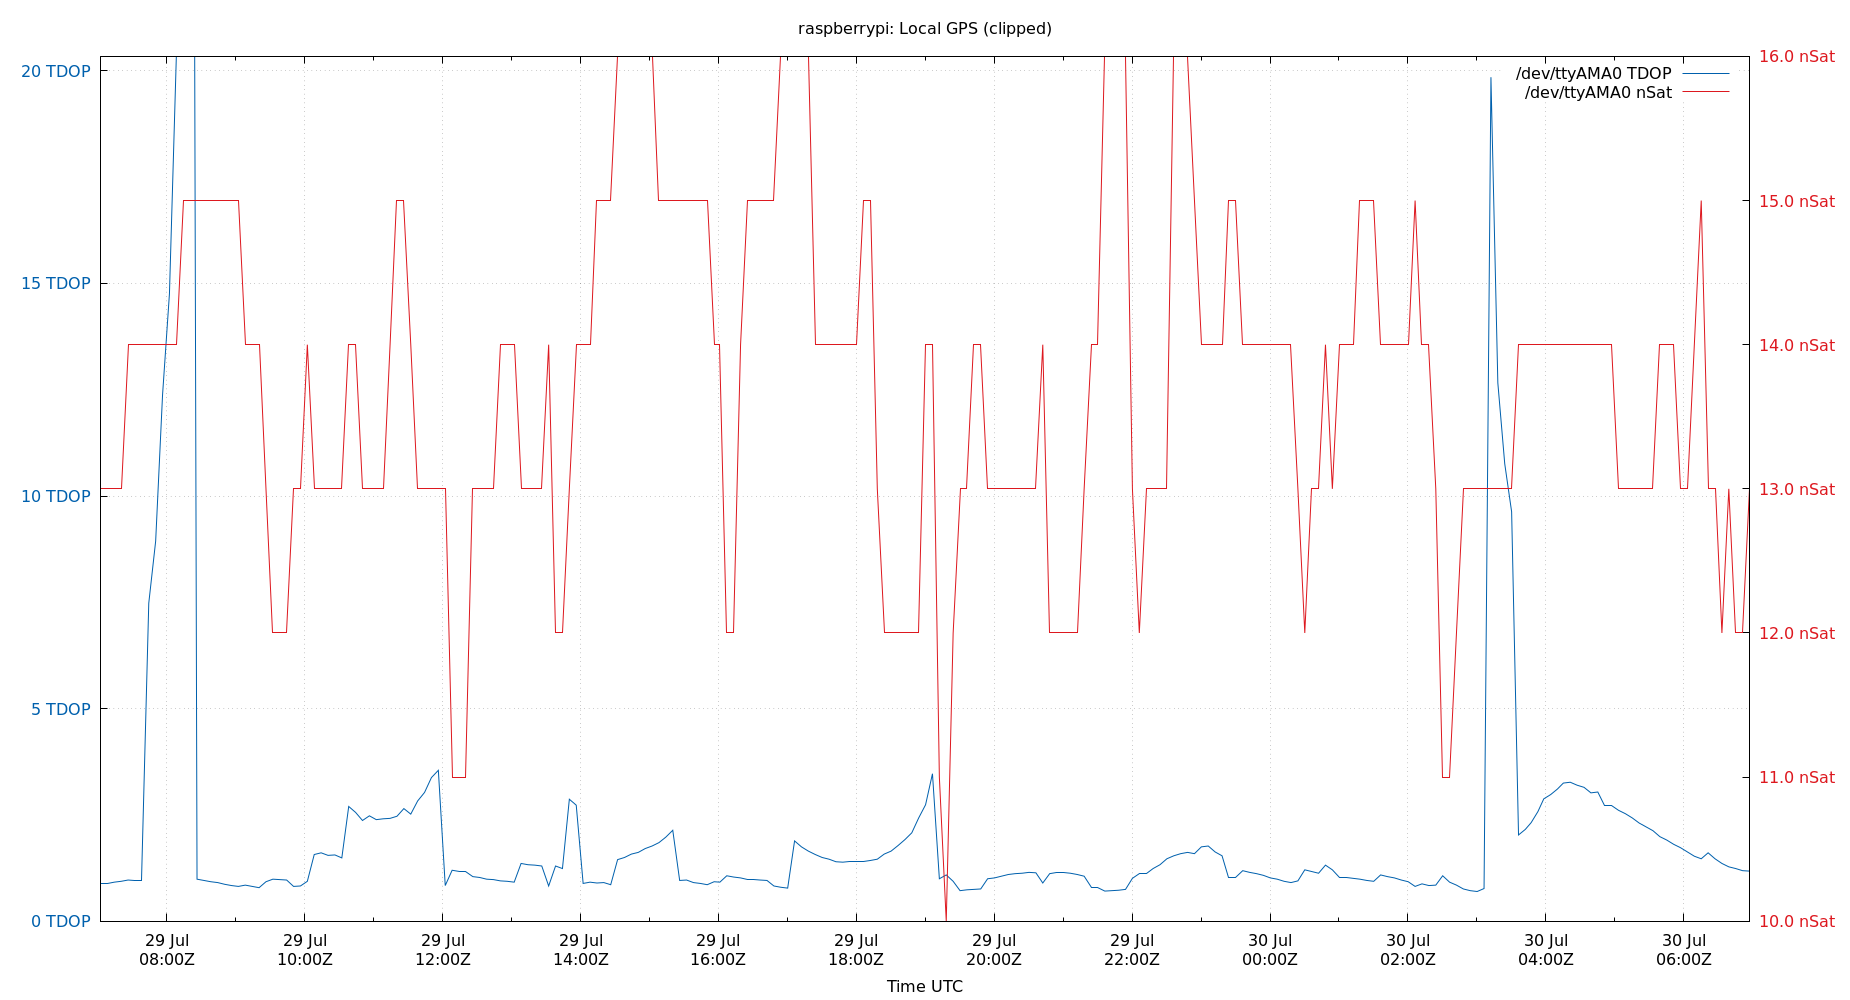 raspberrypi: Local GPS (clipped)
20 TDOP
15 TDOP
10 TDOP
5 TDOP
0 TDOP
16.0 nSat
15.0 nSat
14.0 nSat
13.0 nSat
12.0 nSat
11.0 nSat
10.0 nSat
/dev/ttyAMA0 TDOP
/dev/ttyAMA0 nSat
29 Jul
08:00Z
29 Jul
10:00Z
29 Jul
12:00Z
29 Jul
14:00Z
29 Jul
16:00Z
29 Jul
18:00Z
29 Jul
20:00Z
29 Jul
22:00Z
30 Jul
00:00Z
30 Jul
02:00Z
30 Jul
04:00Z
30 Jul
06:00Z
Time UTC